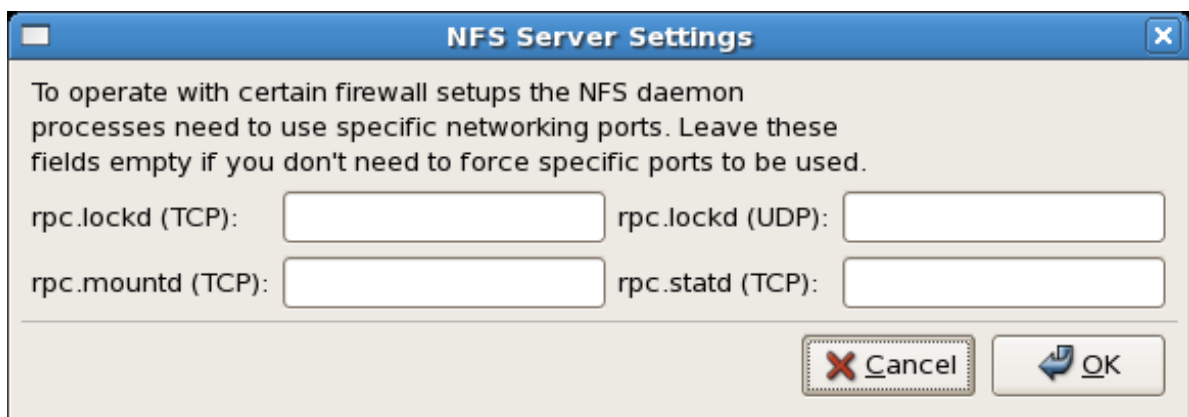 NFS Server Settings
To operate with certain firewall setups the NFS daemon
processes need to use specific networking ports. Leave these
fields empty if you don't need to force specific ports to be used.
rpc.lockd (TCP): rpc.lockd (UDP):
rpc.mountd (TCP): rpc.statd (TCP):
Cancel OK